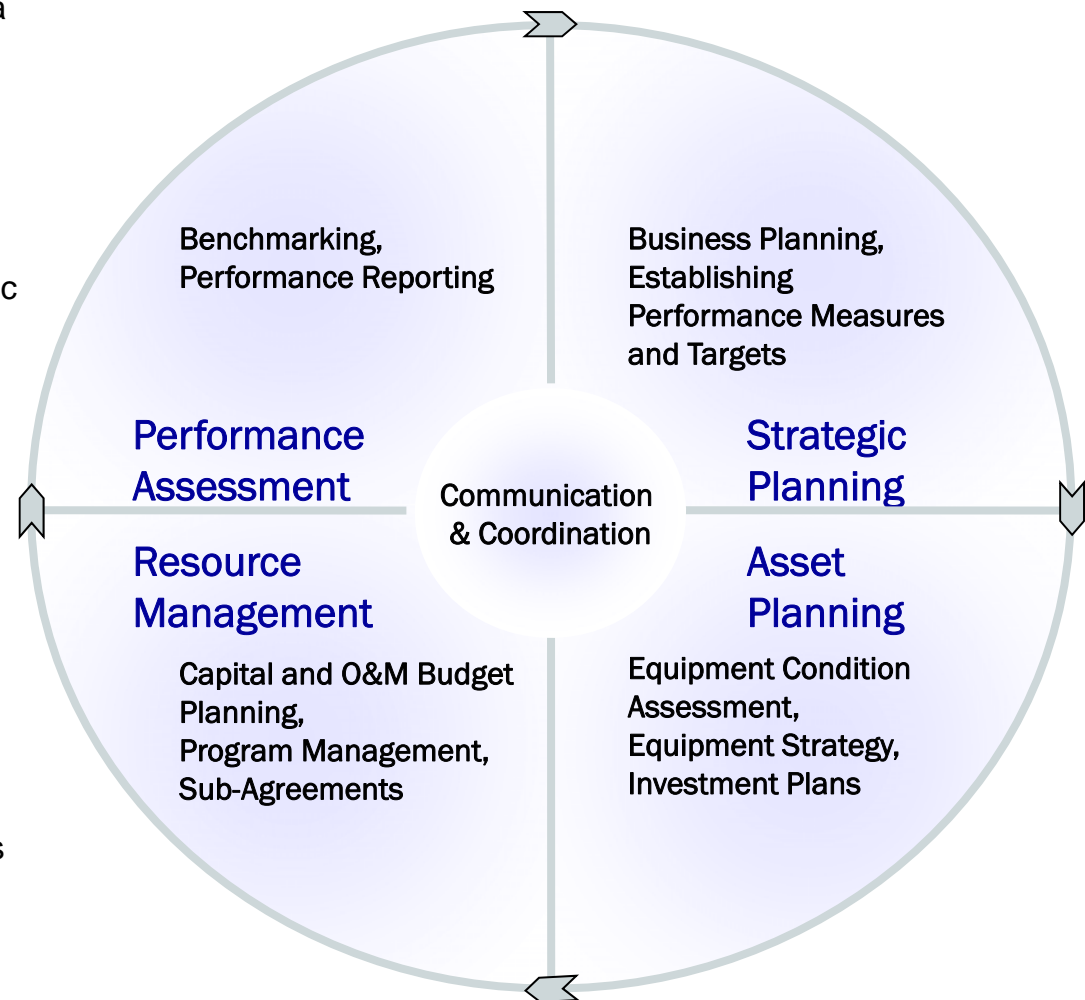 a
c
s
Benchmarking,
Performance Reporting
Performance
Assessment
Business Planning,
Establishing
Performance Measures
and Targets
Strategic
Planning
Communication
& Coordination
Resource
Management
Capital and O&M Budget
Planning,
Program Management,
Sub-Agreements
Asset
Planning
Equipment Condition
Assessment,
Equipment Strategy,
Investment Plans